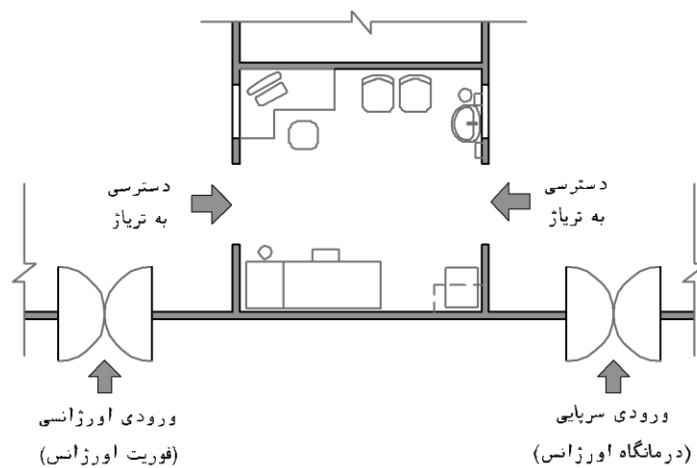 دسترسی
به تریاژ
دسترسی
به تریاژ
ورودی سرپایی
(درمانگاه اورژانس)
ورودی اورژانسی
(فوریت اورژانس)